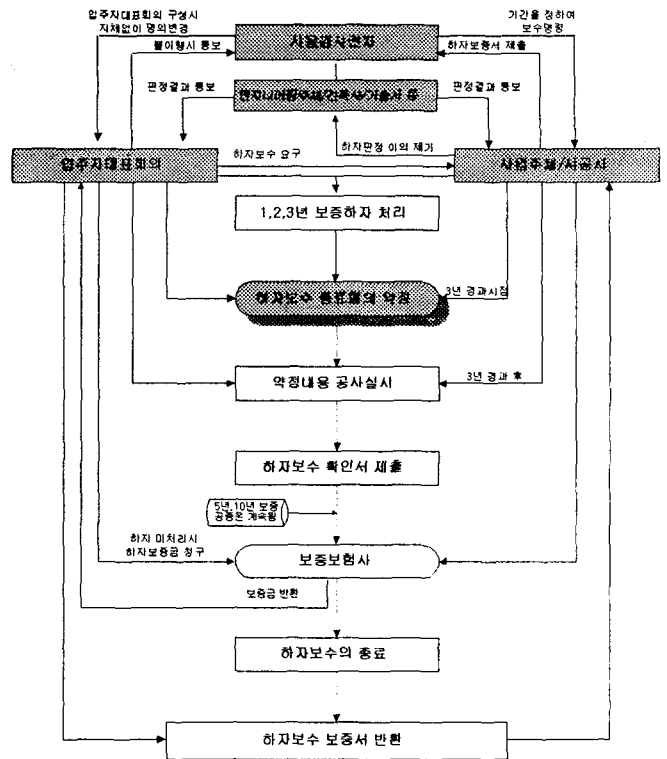 입주자대표회의 구성시
지체없이 명의변경
기간을 정하여
보수명령
사용검사권자
불이행시 통보
하자보증서 제출
판정결과 통보
판정결과 통보
하자판정 이의 제기
입주자대표회의
하자보수 요구
사업주체/시공사
1,2,3년 보증하자 처리
하자보수 종료합의 약정
3년 경과시점
약정내용 공사실시
3년 경과 후
하자보수 확인서 제출
5년,10년 보증
공종은 계속됨
하자 미처리시
하자보증금 청구
보증보험사
보증금 반환
하자보수의 종료
하자보수 보증서 반환